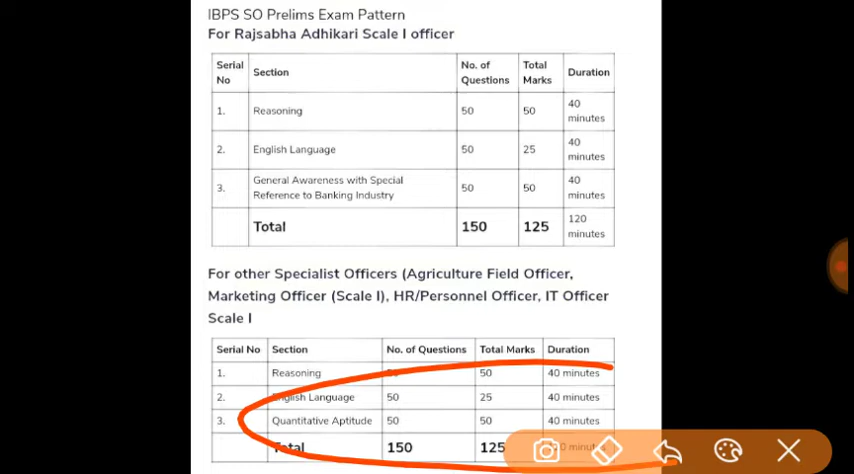 IBPS SO Prelims Exam Pattern
For Rajsabha Adhikari Scale I officer
Serial No Section No. of Questions Total Marks Duration
1. Reasoning 50 50 40 minutes
2. English Language 50 25 40 minutes
3. General Awareness with Special Reference to Banking Industry 50 50 40 minutes
Total 150 125 120 minutes
For other Specialist Officers (Agriculture Field Officer,
Marketing Officer (Scale I), HR/Personnel Officer, IT Officer
Scale I
Serial No Section No. of Questions Total Marks Duration
1. Reasoning 50 40 minutes
2. English Language 50 25 40 minutes
3. Quantitative Aptitude 50 50 40 minutes
Total 150 125